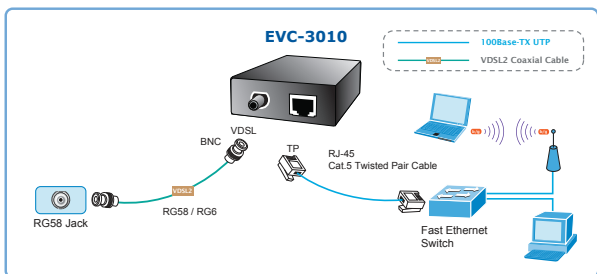 EVC-3010
100Base-TX UTP
VDSL2
VDSL2 Coaxial Cable
VDSL
BNC
TP
RJ-45
Cat.5 Twisted Pair Cable
VDSL2
RG58 / RG6
RG58 Jack
Fast Ethernet
Switch